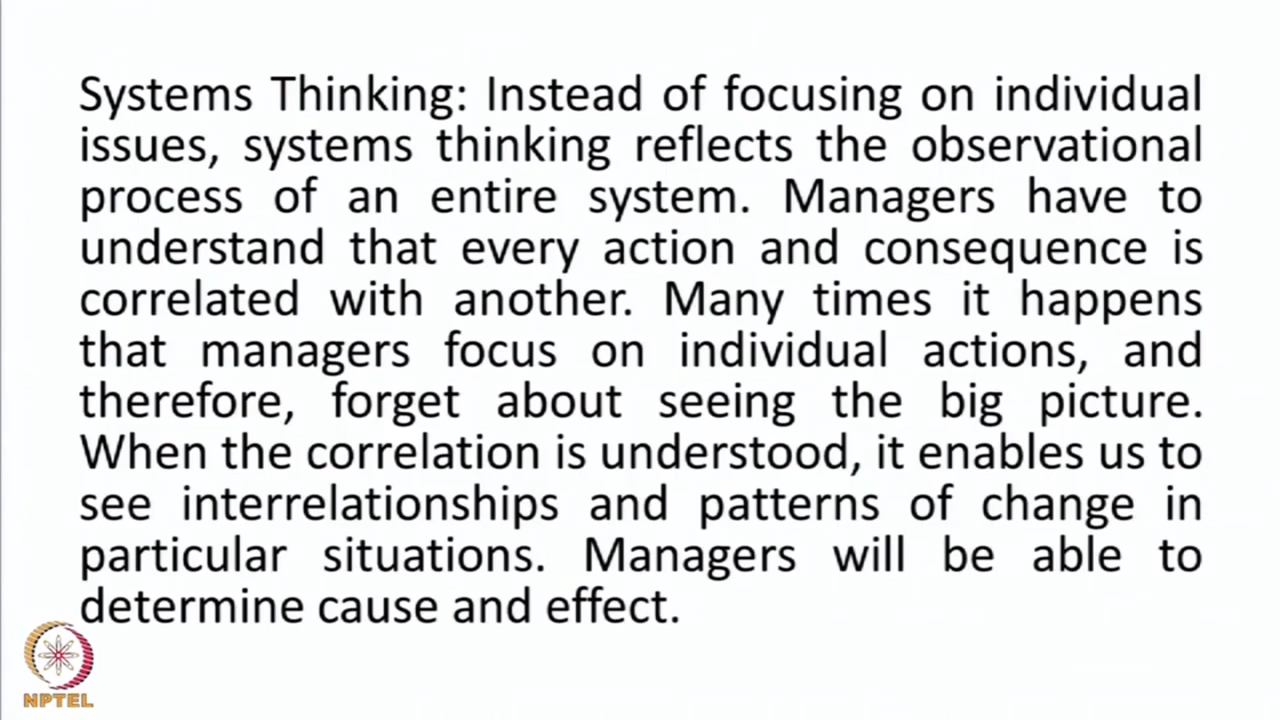 Systems Thinking: Instead of focusing on individual
issues, systems thinking reflects the observational
process of an entire system. Managers have to
understand that every action and consequence is
correlated with another. Many times it happens
that managers focus on individual actions, and
therefore, forget about seeing the big picture.
When the correlation is understood, it enables us to
see interrelationships and patterns of change in
particular situations. Managers will be able to
determine cause and effect.
NPTEL